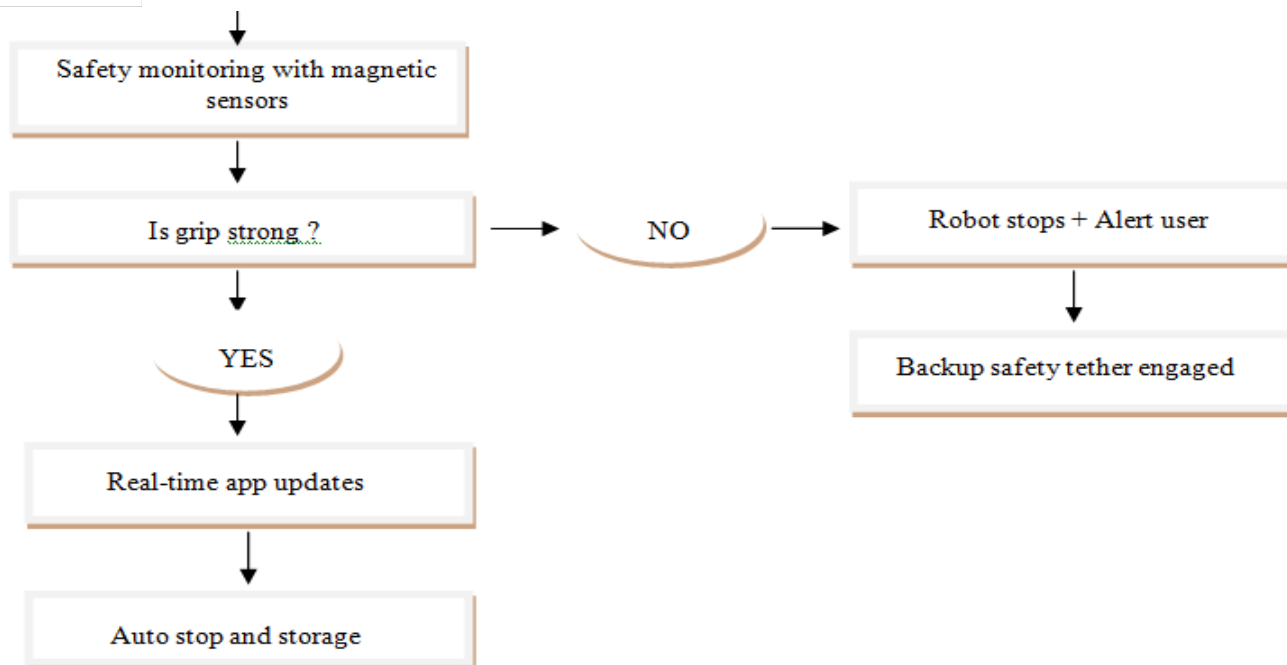 Safety monitoring with magnetic
sensors
Is grip strong ?
NO
Robot stops + Alert user
YES
Backup safety tether engaged
Real-time app updates
Auto stop and storage